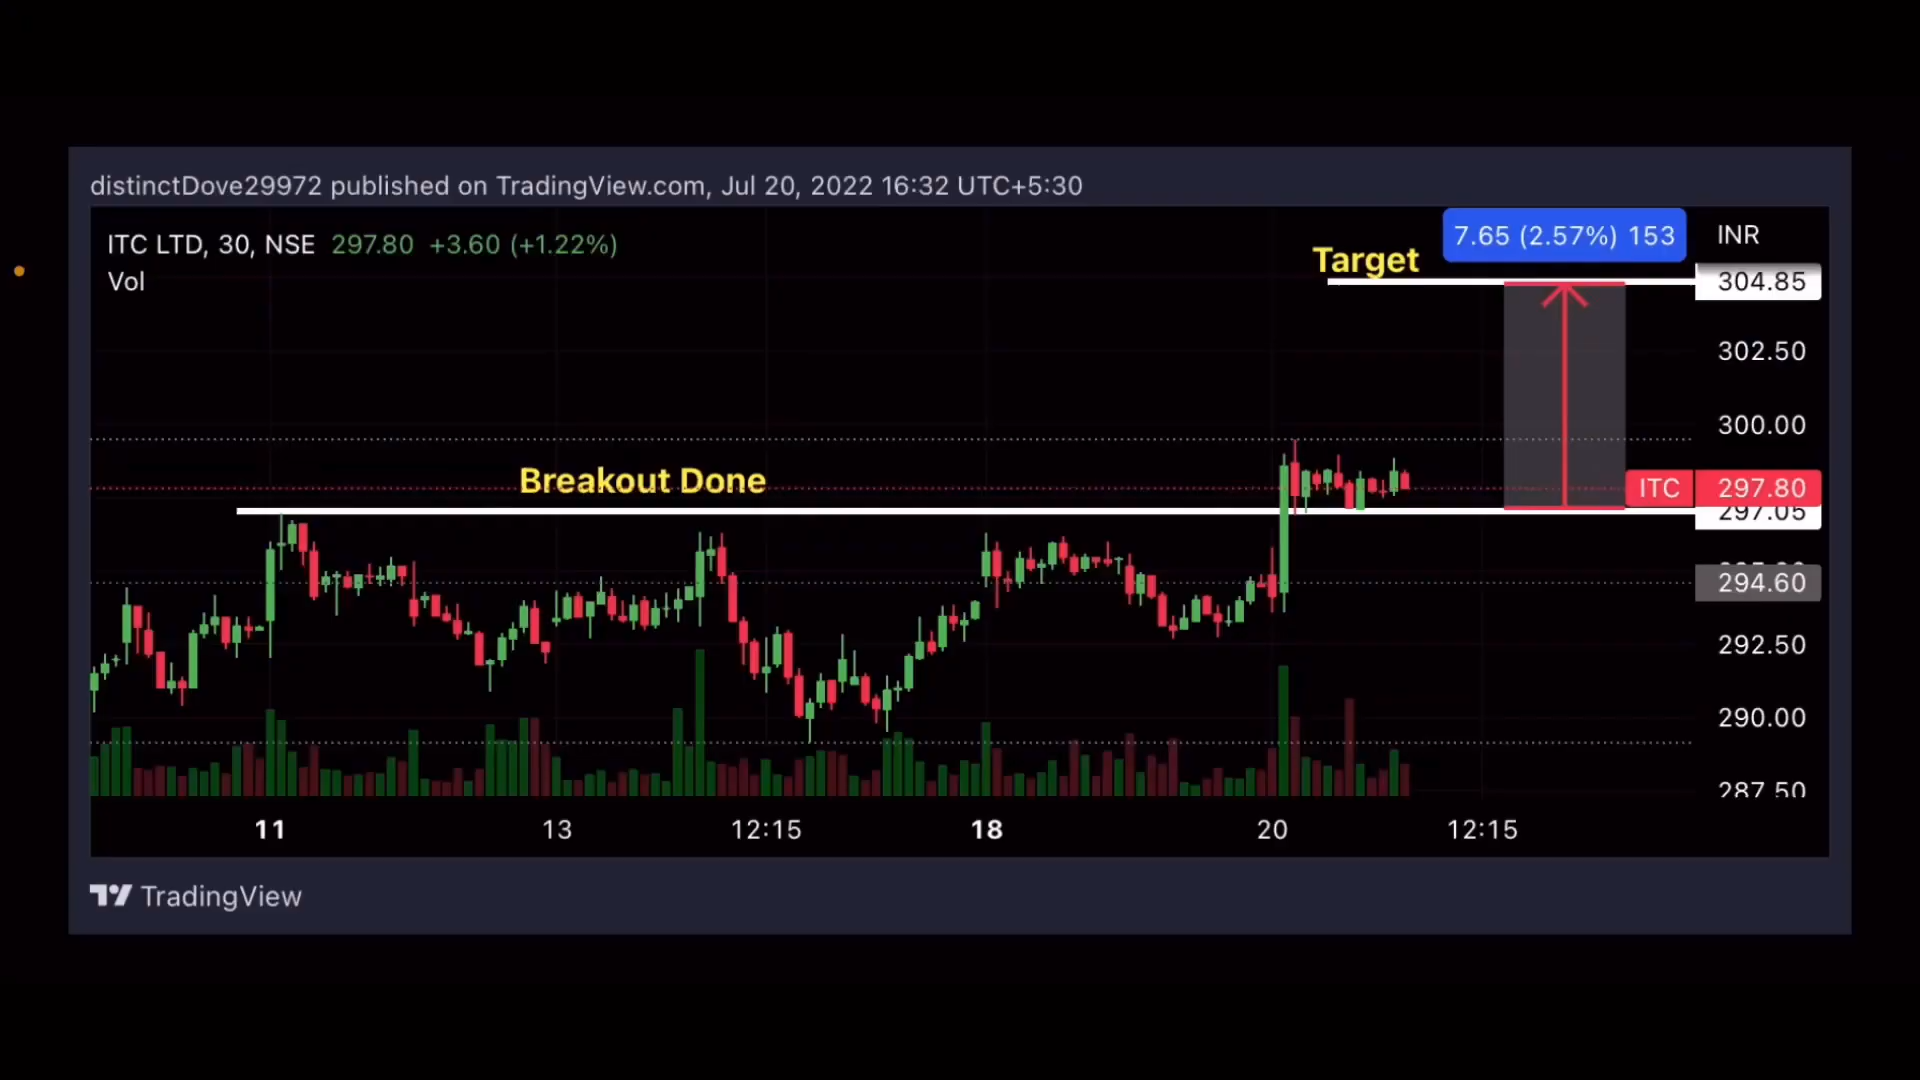 distinctDove29972 published on TradingView.com, Jul 20, 2022 16:32 UTC+5:30
ITC LTD, 30, NSE 297.80 +3.60 (+1.22%)
Vol
7.65 (2.57%) 153
INR
Target
304.85
302.50
300.00
Breakout Done
ITC 297.80
297.05
294.60
292.50
290.00
287.50
11 13 12:15 18 20 12:15
TradingView